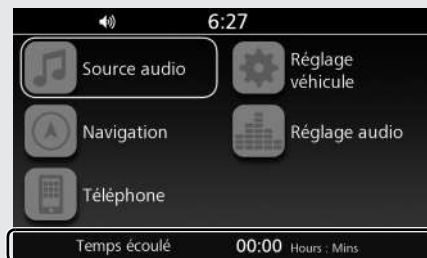 6:27
Source audio
Réglage
véhicule
Navigation
Réglage audio
Téléphone
Temps écoulé 00:00 Hours : Mins